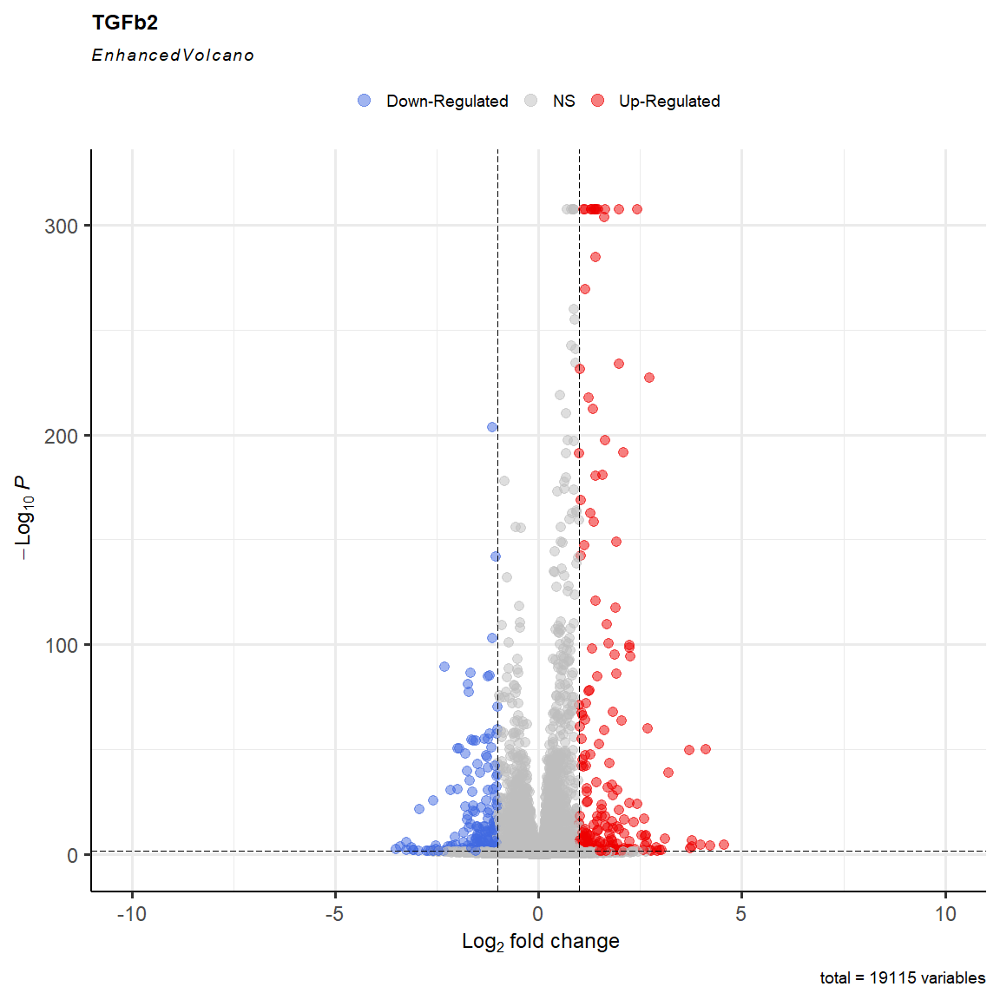 TGFb2
EnhancedVolcano
Down-Regulated NS Up-Regulated
300
200
100
0
−Log10 P
-10 -5 0 5 10
Log2 fold change
total = 19115 variables